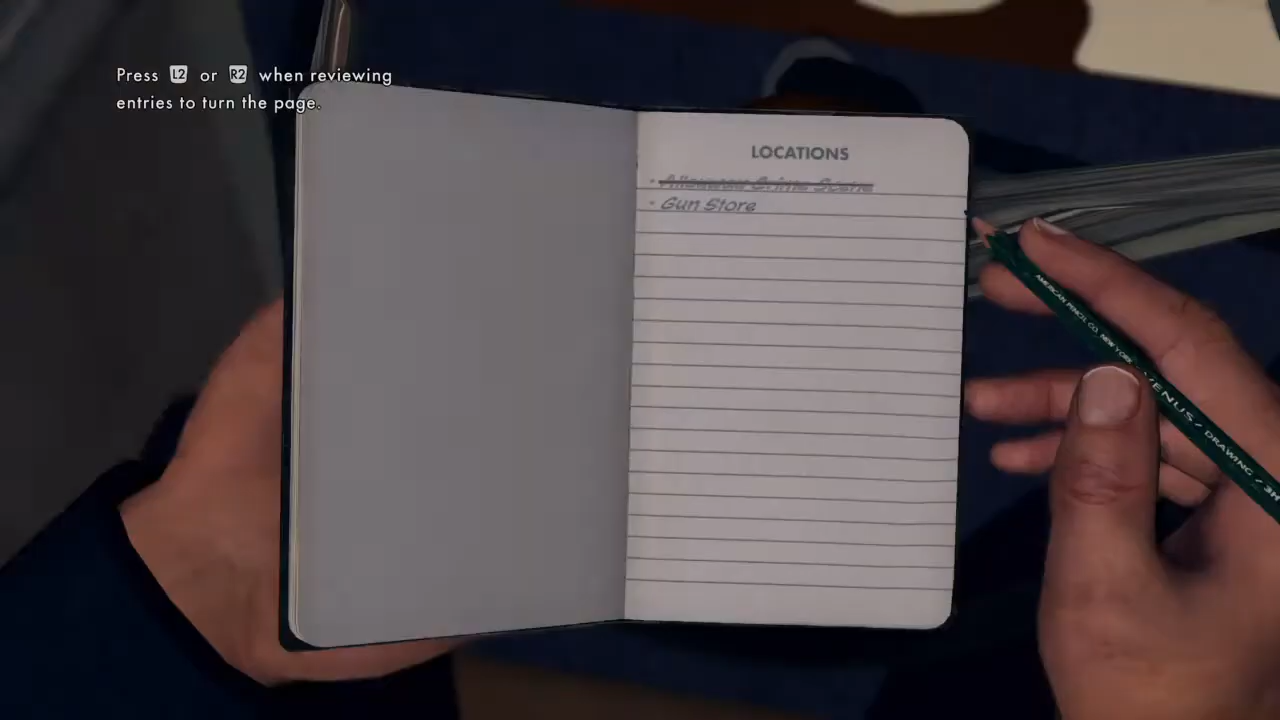 Press L2 or R2 when reviewing
entries to turn the page.
LOCATIONS
- Alleyway Crime Scene
- Gun Store
AMERICAN PENCIL CO. NEW YORK
VENUS / DRAWING / 3H